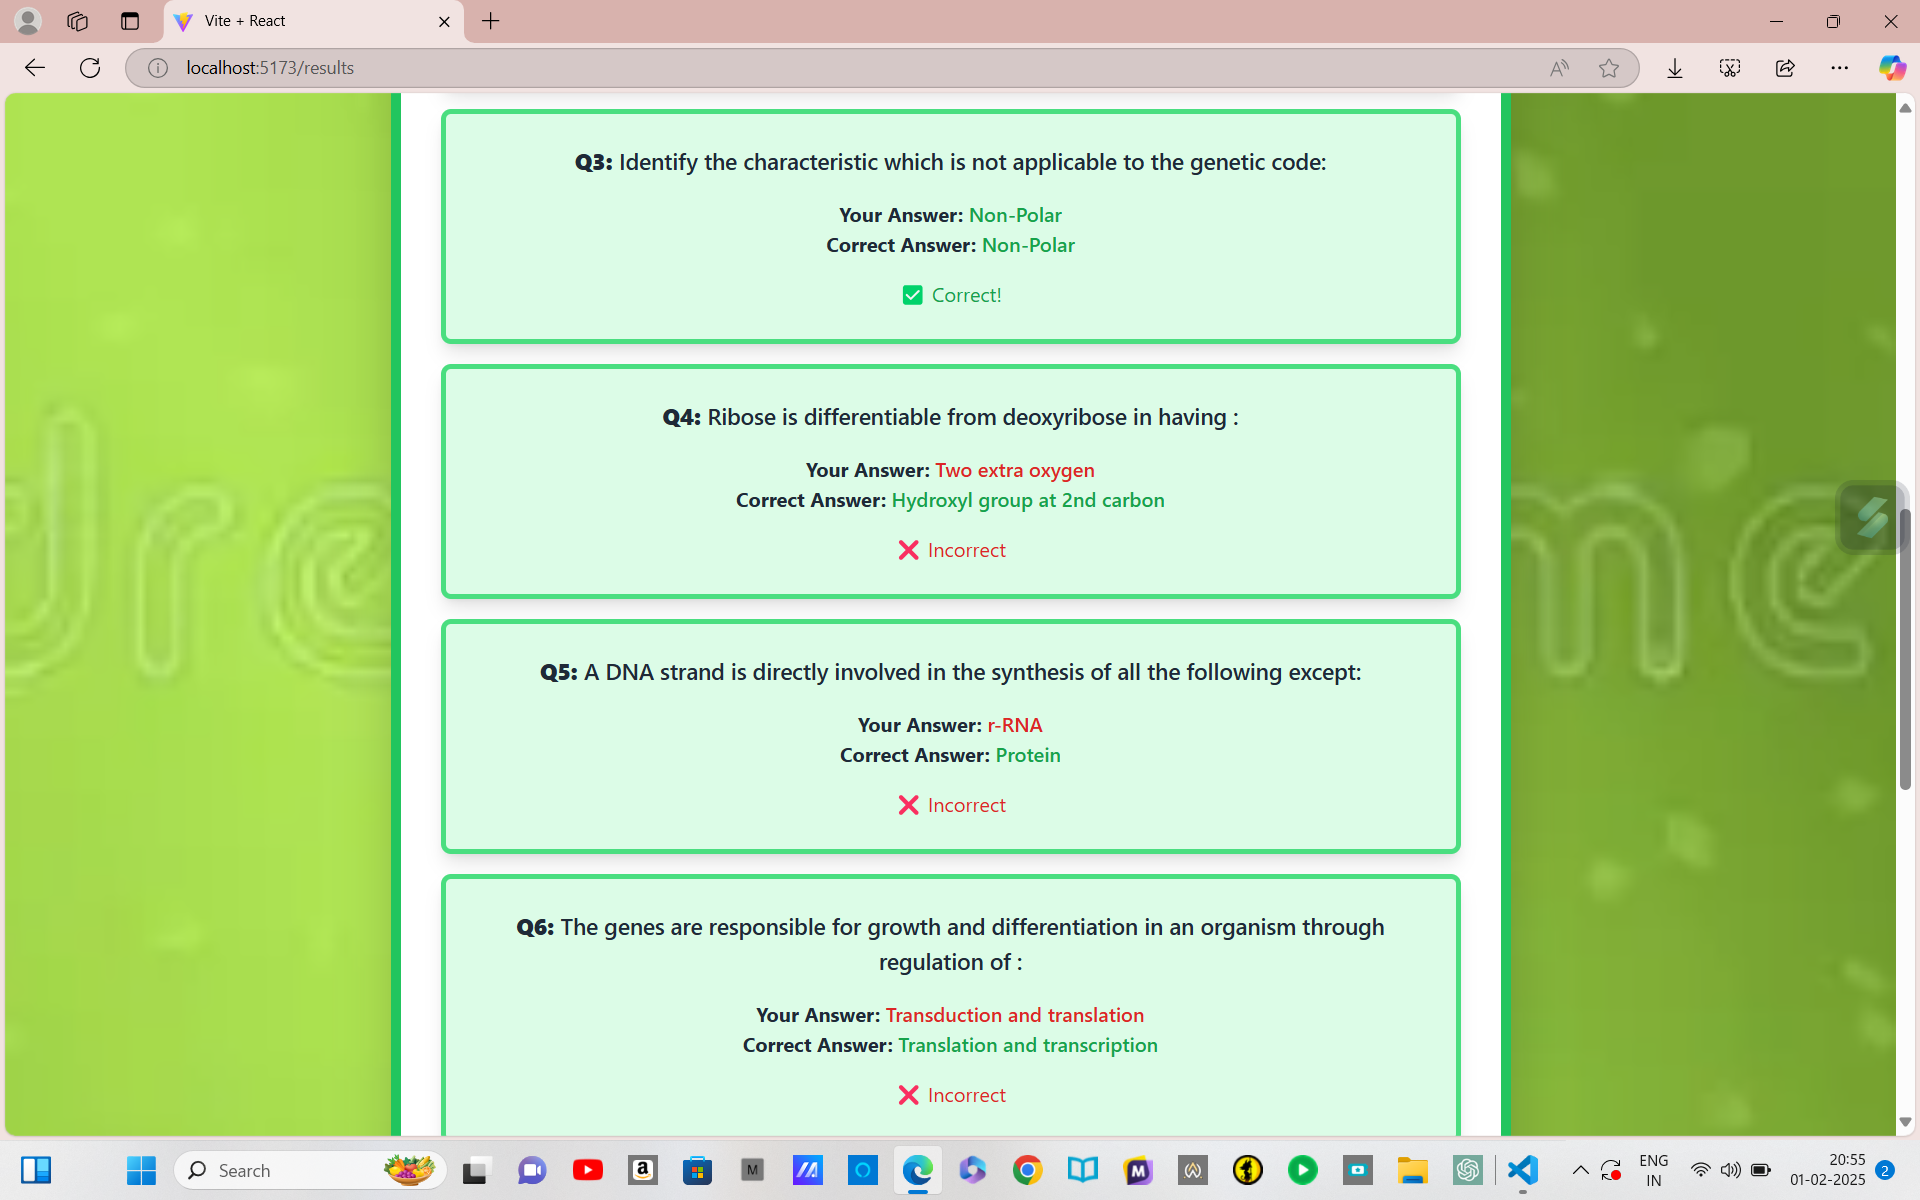 Vite + React
localhost:5173/results
Q3: Identify the characteristic which is not applicable to the genetic code:
Your Answer: Non-Polar
Correct Answer: Non-Polar
Correct!
Q4: Ribose is differentiable from deoxyribose in having :
Your Answer: Two extra oxygen
Correct Answer: Hydroxyl group at 2nd carbon
Incorrect
Q5: A DNA strand is directly involved in the synthesis of all the following except:
Your Answer: r-RNA
Correct Answer: Protein
Incorrect
Q6: The genes are responsible for growth and differentiation in an organism through
regulation of :
Your Answer: Transduction and translation
Correct Answer: Translation and transcription
Incorrect
Search
ENG
IN
20:55
01-02-2025
2